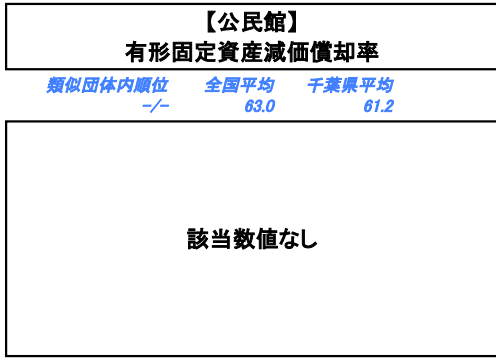 【公民館】
有形固定資産減価償却率
類似団体内順位 全国平均 千葉県平均
-/- 63.0 61.2
該当数値なし